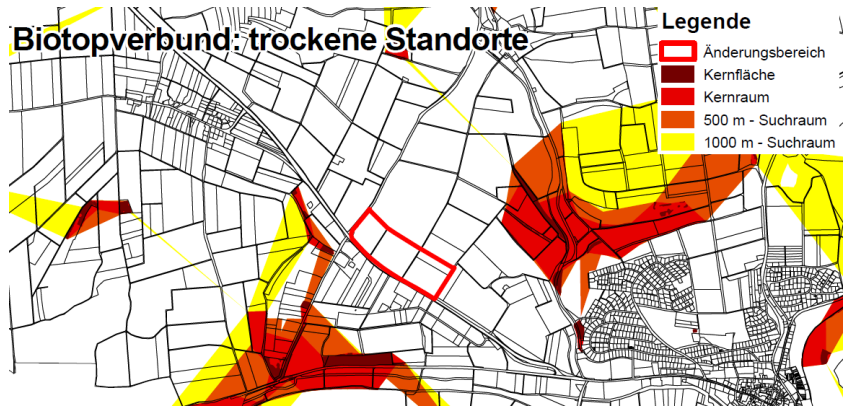 Biotopverbund: trockene Standorte
Legende
Änderungsbereich
Kernfläche
Kernraum
500 m - Suchraum
1000 m - Suchraum